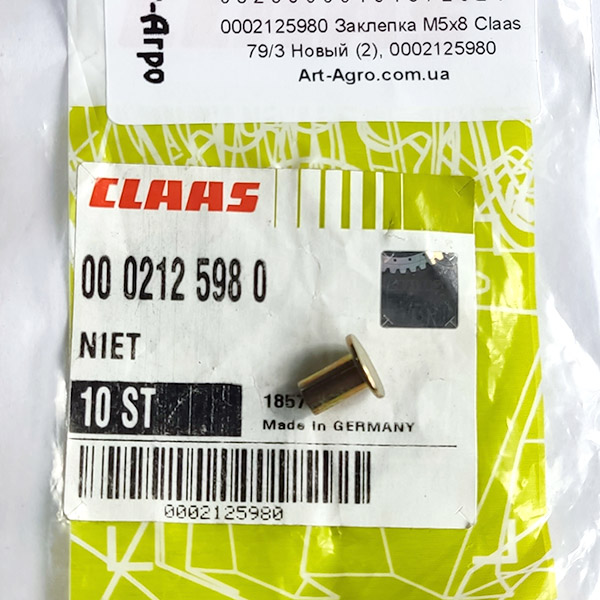 т-Агро
0002125980 Заклепка M5x8 Claas
79/3 Новый (2), 0002125980
Art-Agro.com.ua
CLAAS
00 0212 598 0
NIET
10 ST
1857
Made in GERMANY
0002125980